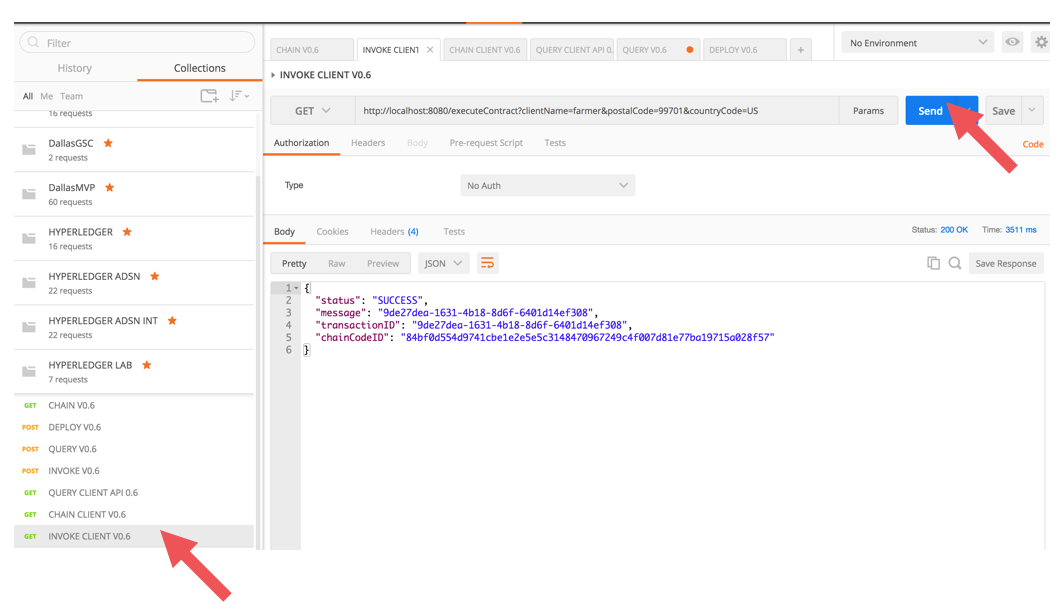 Filter
History Collections
All Me Team
16 requests
DallasGSC
2 requests
DallasMVP
60 requests
HYPERLEDGER
16 requests
HYPERLEDGER ADSN
22 requests
HYPERLEDGER ADSN INT
22 requests
HYPERLEDGER LAB
7 requests
GET CHAIN V0.6
POST DEPLOY V0.6
POST QUERY V0.6
POST INVOKE V0.6
GET QUERY CLIENT API 0.6
GET CHAIN CLIENT V0.6
GET INVOKE CLIENT V0.6
CHAIN V0.6 INVOKE CLIENT CHAIN CLIENT V0.6 QUERY CLIENT API 0. QUERY V0.6 DEPLOY V0.6 +
No Environment
INVOKE CLIENT V0.6
GET http://localhost:8080/executeContract?clientName=farmer&postalCode=99701&countryCode=US Params Send Save
Authorization Headers Body Pre-request Script Tests Code
Type No Auth
Body Cookies Headers (4) Tests Status: 200 OK Time: 3511 ms
Pretty Raw Preview JSON Save Response
1 {
2 "status": "SUCCESS",
3 "message": "9de27dea-1631-4b18-8d6f-6401d14ef308",
4 "transactionID": "9de27dea-1631-4b18-8d6f-6401d14ef308",
5 "chainCodeID": "84bf0d554d9741cbe1e2e5e5c3148470967249c4f007d81e77ba19715a028f57"
6 }